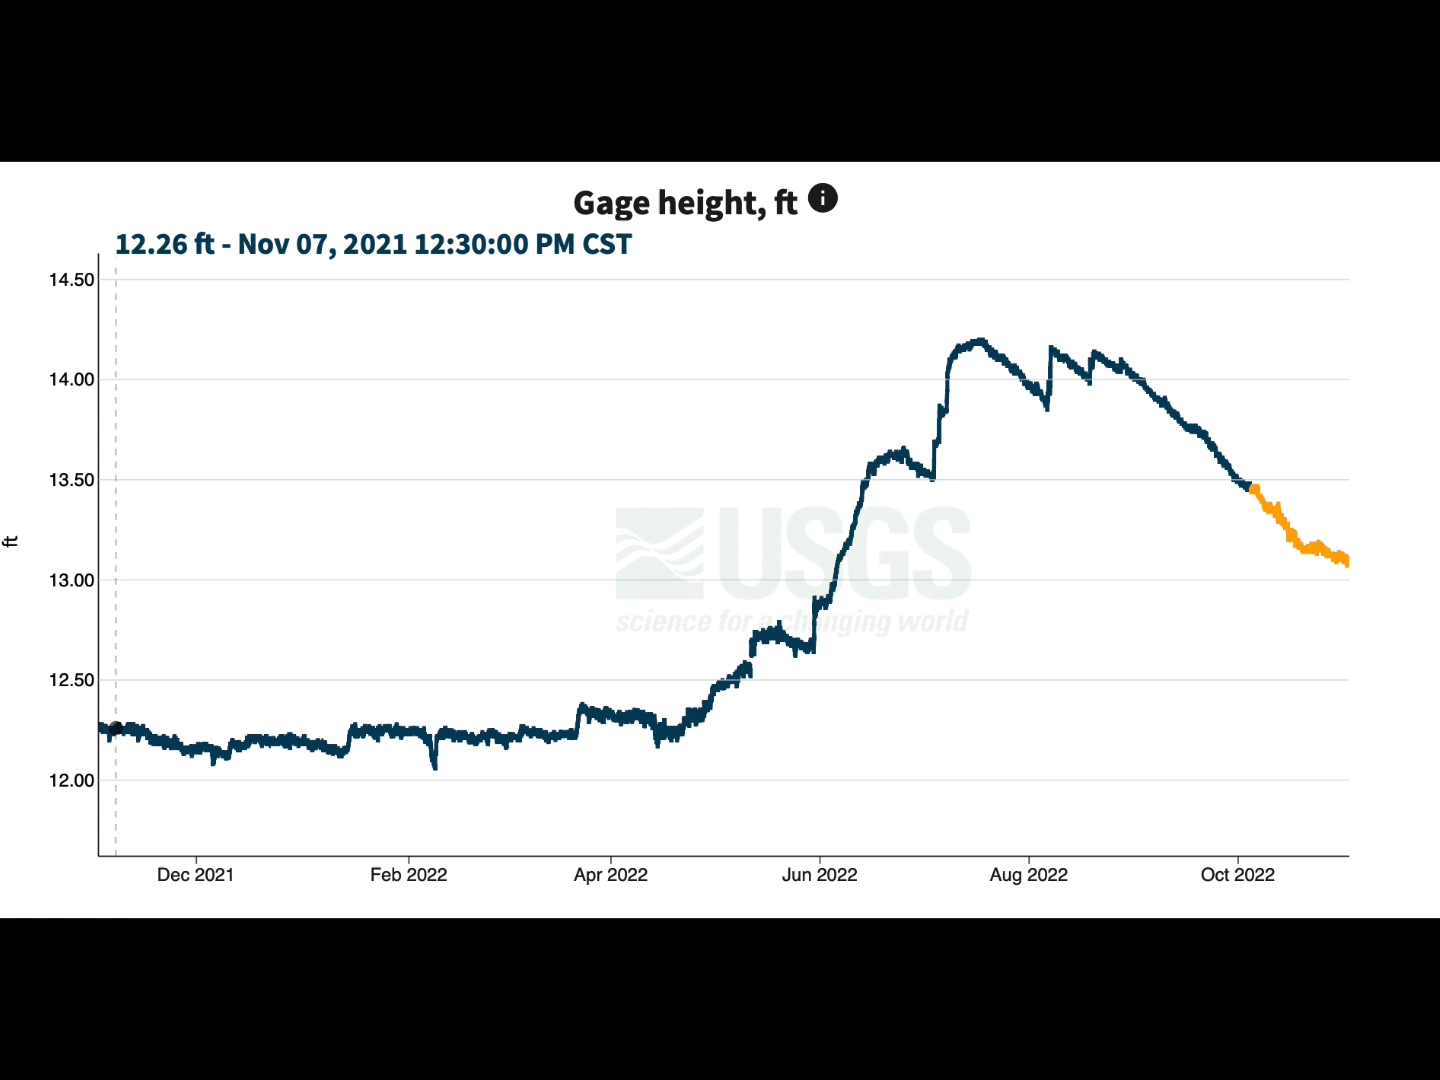 Gage height, ft i
12.26 ft - Nov 07, 2021 12:30:00 PM CST
14.50
14.00
13.50
13.00
12.50
12.00
ft
USGS
science for a changing world
Dec 2021 Feb 2022 Apr 2022 Jun 2022 Aug 2022 Oct 2022